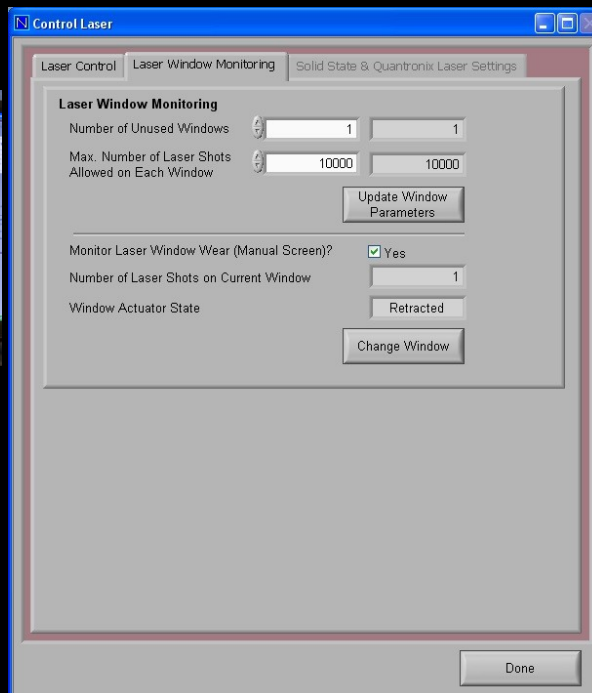 Control Laser
Laser Control
Laser Window Monitoring
Solid State & Quantronix Laser Settings
Laser Window Monitoring
Number of Unused Windows 1 1
Max. Number of Laser Shots
Allowed on Each Window 10000 10000
Update Window
Parameters
Monitor Laser Window Wear (Manual Screen)? Yes
Number of Laser Shots on Current Window 1
Window Actuator State Retracted
Change Window
Done